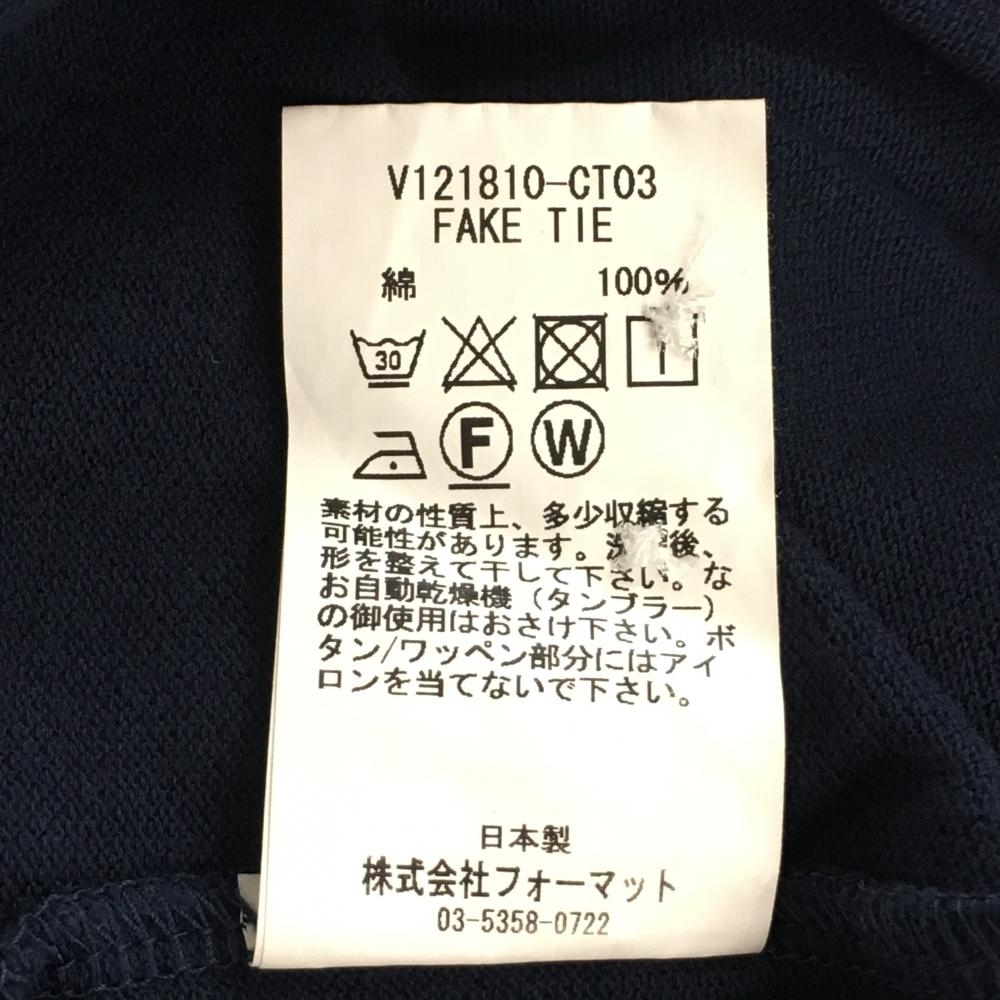 V121810-CT03
FAKE TIE
綿 100%
30
F W
素材の性質上、多少収縮する
可能性があります。 後、
形を整えて干して下さい。な
お自動乾燥機（タンブラー）
の御使用はおさけ下さい。ボ
タン/ワッペン部分にはアイ
ロンを当てないで下さい。
日本製
株式会社フォーマット
03-5358-0722